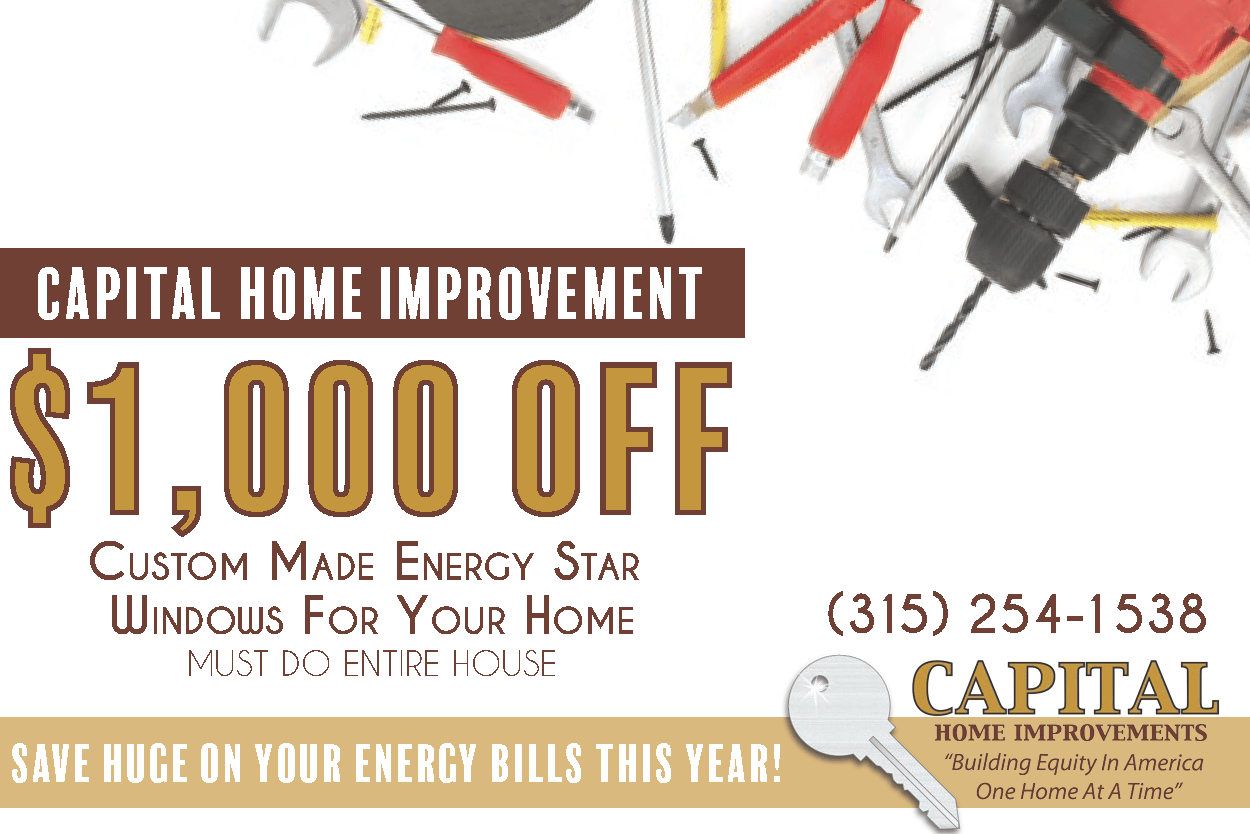 CAPITAL HOME IMPROVEMENT
$1,000 OFF
Custom Made Energy Star
Windows For Your Home
MUST DO ENTIRE HOUSE
SAVE HUGE ON YOUR ENERGY BILLS THIS YEAR!
(315) 254-1538
CAPITAL
HOME IMPROVEMENTS
“Building Equity In America
One Home At A Time”